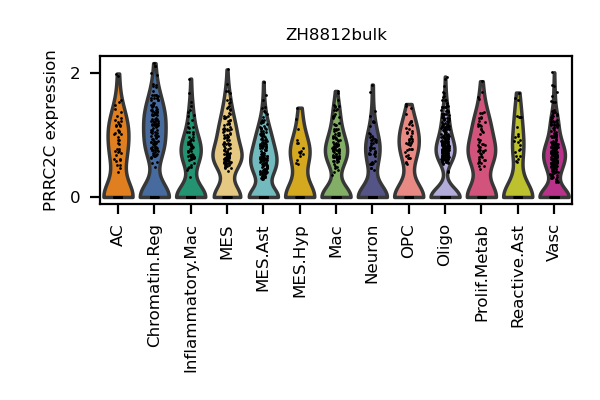 ZH8812bulk
PRRC2C expression
2
0
AC
Chromatin.Reg
Inflammatory.Mac
MES
MES.Ast
MES.Hyp
Mac
Neuron
OPC
Oligo
Prolif.Metab
Reactive.Ast
Vasc